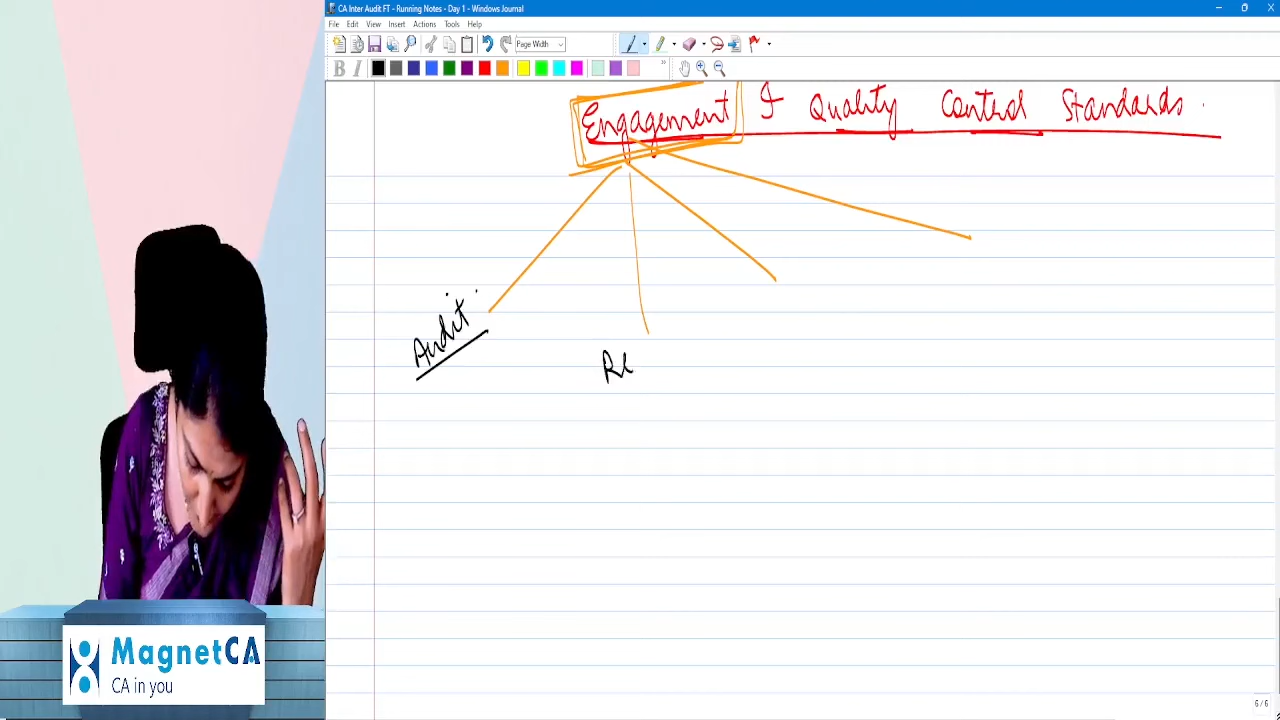 CA Inter Audit FT - Running Notes - Day 1 - Windows Journal
File Edit View Insert Actions Tools Help
Page Width
B I
Engagement & Quality Control Standards
Audit
Re
MagnetCA
CA in you
6 / 6